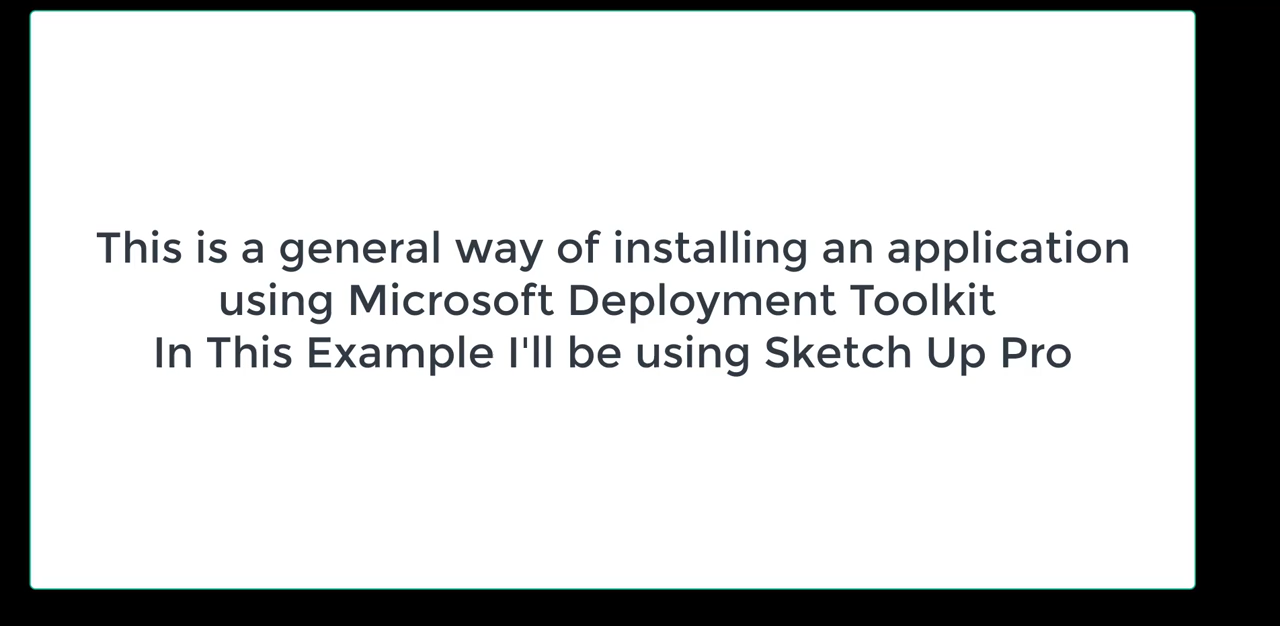 This is a general way of installing an application
using Microsoft Deployment Toolkit
In This Example I'll be using Sketch Up Pro